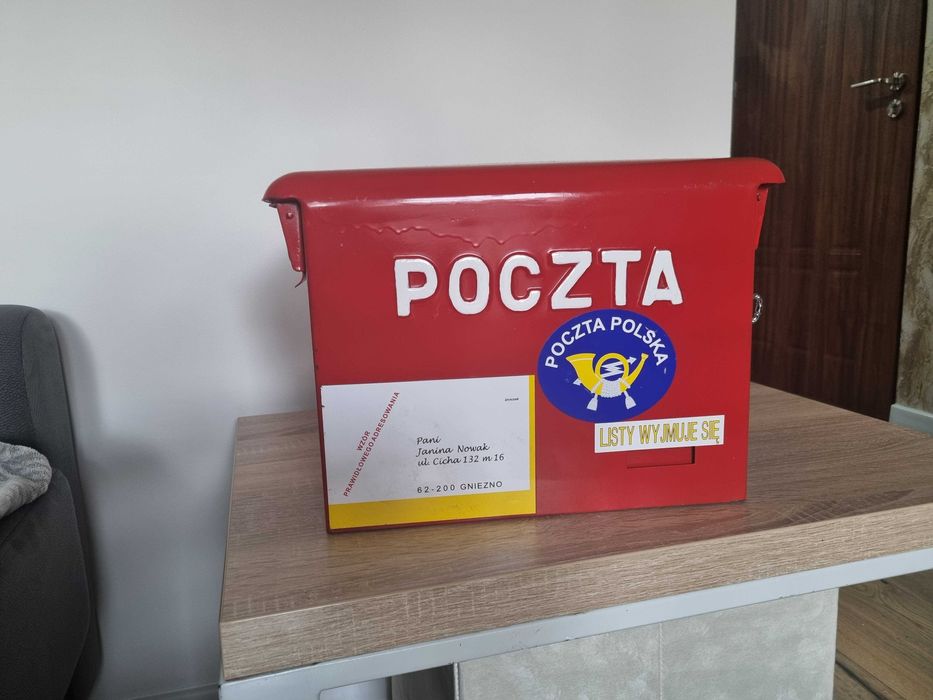 POCZTA
POCZTA POLSKA
LISTY WYJMUJE SIĘ
WZÓR
PRAWIDŁOWEGO ADRESOWANIA
Pani
Janina Nowak
ul. Cicha 132 m 16
62-200 GNIEZNO